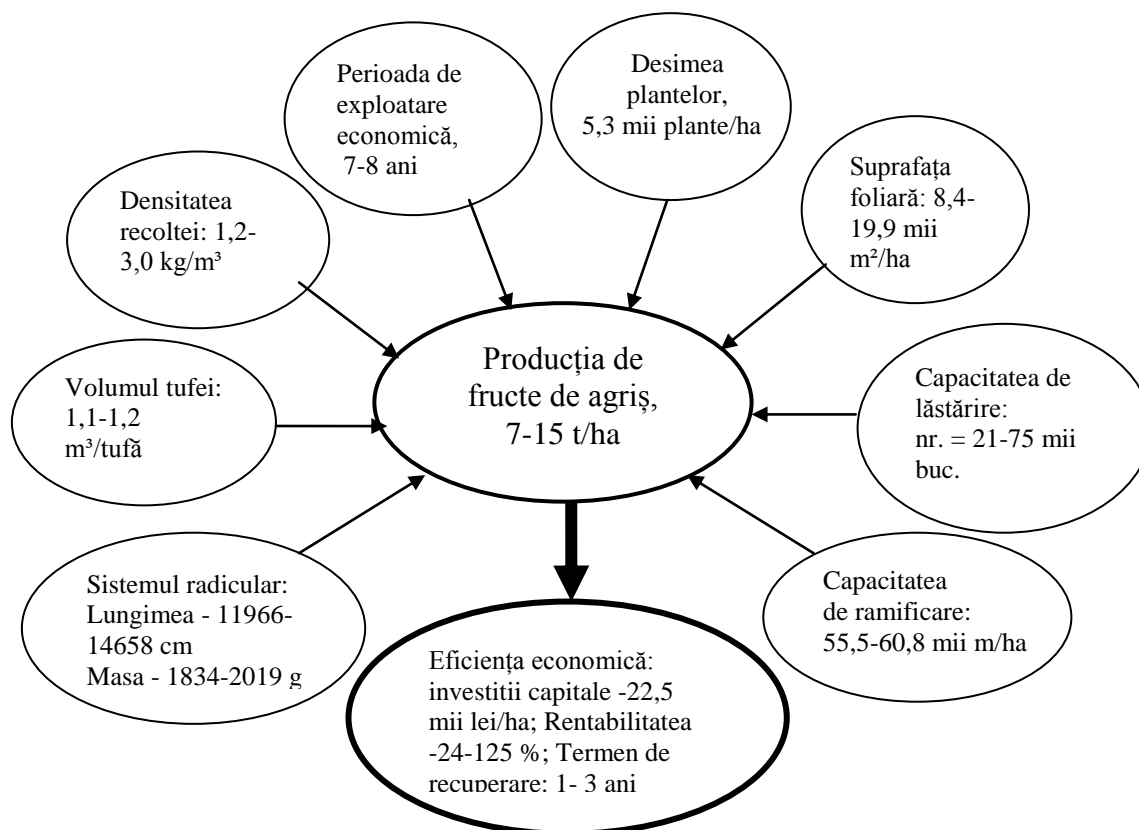 Perioada de
exploatare
economică,
7-8 ani
Desimea
plantelor,
5,3 mii plante/ha
Densitatea
recoltei: 1,2-
3,0 kg/m³
Suprafața
foliară: 8,4-
19,9 mii
m²/ha
Volumul tufei:
1,1-1,2
m³/tufă
Producția de
fructe de agriș,
7-15 t/ha
Capacitatea de
lăstărire:
nr. = 21-75 mii
buc.
Sistemul radicular:
Lungimea - 11966-
14658 cm
Masa - 1834-2019 g
Capacitatea
de ramificare:
55,5-60,8 mii m/ha
Eficiența economică:
investitii capitale -22,5
mii lei/ha; Rentabilitatea
-24-125 %; Termen de
recuperare: 1- 3 ani